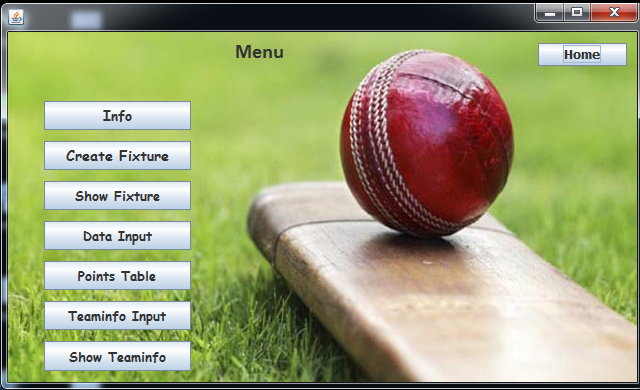 Menu
Home
Info
Create Fixture
Show Fixture
Data Input
Points Table
Teaminfo Input
Show Teaminfo